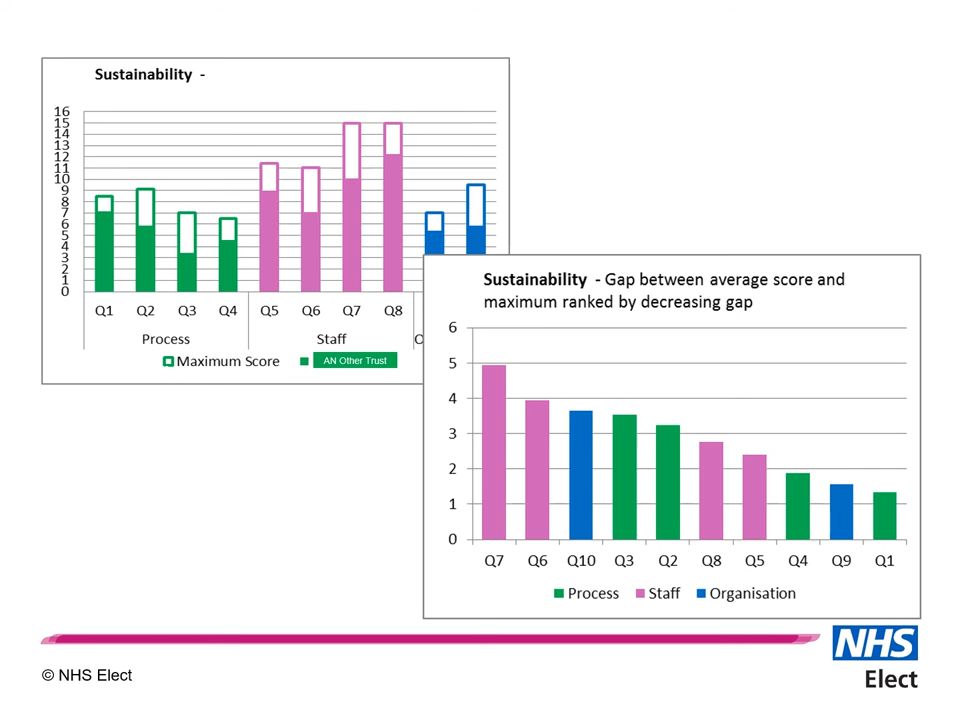 Sustainability -
16
15
14
13
12
11
10
9
8
7
6
5
4
3
2
1
0
Q1 Q2 Q3 Q4 Q5 Q6 Q7 Q8
Process Staff O
Maximum Score AN Other Trust
Sustainability - Gap between average score and
maximum ranked by decreasing gap
6
5
4
3
2
1
0
Q7 Q6 Q10 Q3 Q2 Q8 Q5 Q4 Q9 Q1
Process Staff Organisation
NHS
Elect
© NHS Elect